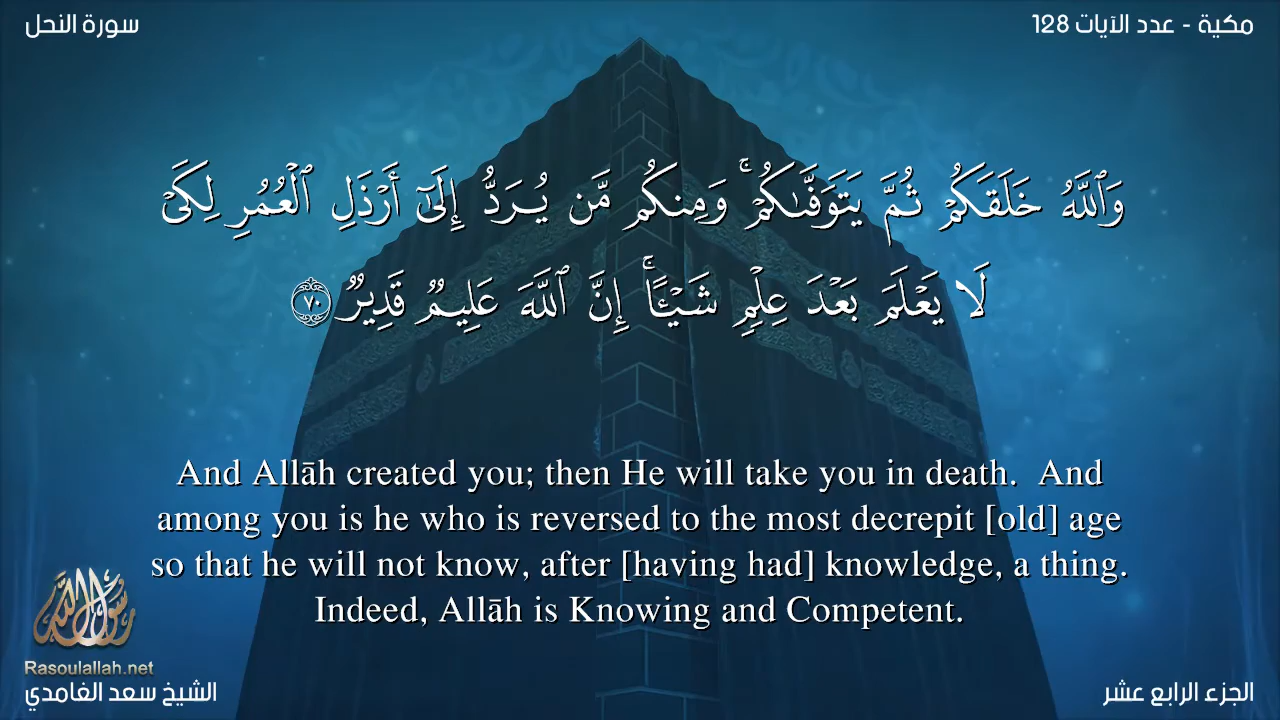 سورة النحل
مكية - عدد الآيات 128
وَٱللَّهُ خَلَقَكُمْ ثُمَّ يَتَوَفَّىٰكُمْ ۚ وَمِنكُم مَّن يُرَدُّ إِلَىٰٓ أَرْذَلِ ٱلْعُمُرِ لِكَىْ
لَا يَعْلَمَ بَعْدَ عِلْمٍ شَيْـًٔا ۚ إِنَّ ٱللَّهَ عَلِيمٌ قَدِيرٌ ٧٠
And Allāh created you; then He will take you in death. And
among you is he who is reversed to the most decrepit [old] age
so that he will not know, after [having had] knowledge, a thing.
Indeed, Allāh is Knowing and Competent.
رسول الله
Rasoulallah.net
الشيخ سعد الغامدي
الجزء الرابع عشر